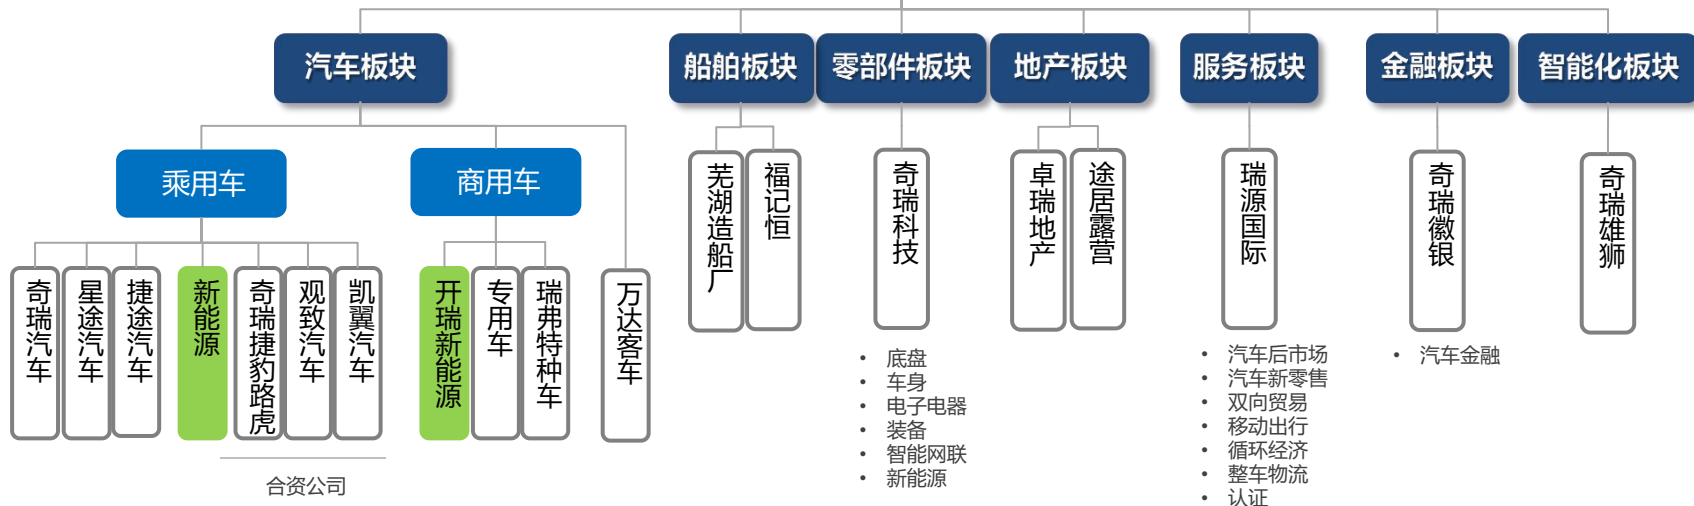 汽车板块
船舶板块
零部件板块
地产板块
服务板块
金融板块
智能化板块
乘用车
商用车
奇瑞汽车
星途汽车
捷途汽车
新能源
奇瑞捷豹路虎
观致汽车
凯翼汽车
合资公司
开瑞新能源
专用车
瑞弗特种车
万达客车
芜湖造船厂
福记恒
奇瑞科技
• 底盘
• 车身
• 电子电器
• 装备
• 智能网联
• 新能源
卓瑞地产
途居露营
瑞源国际
• 汽车后市场
• 汽车新零售
• 双向贸易
• 移动出行
• 循环经济
• 整车物流
• 认证
奇瑞徽银
• 汽车金融
奇瑞雄狮